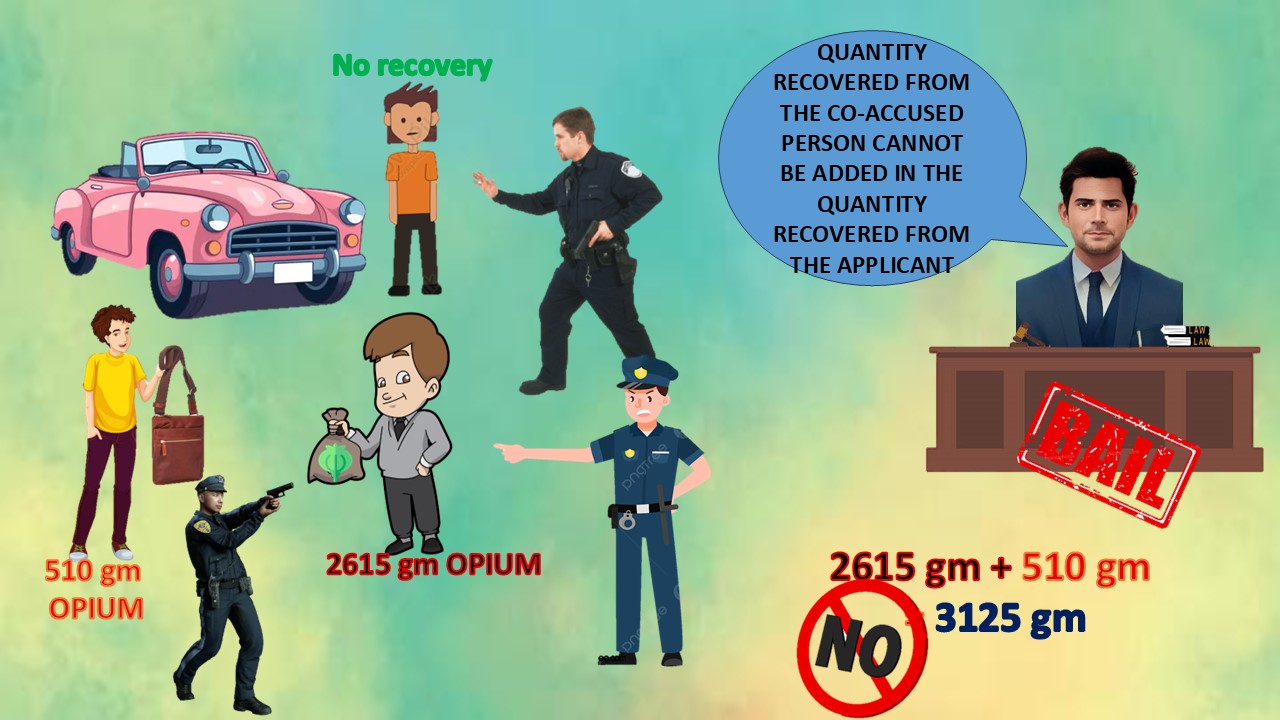 No recovery
QUANTITY
RECOVERED FROM
THE CO-ACCUSED
PERSON CANNOT
BE ADDED IN THE
QUANTITY
RECOVERED FROM
THE APPLICANT
LAW
LAW
BAIL
510 gm
OPIUM
2615 gm OPIUM
pngtree
2615 gm + 510 gm
3125 gm
NO